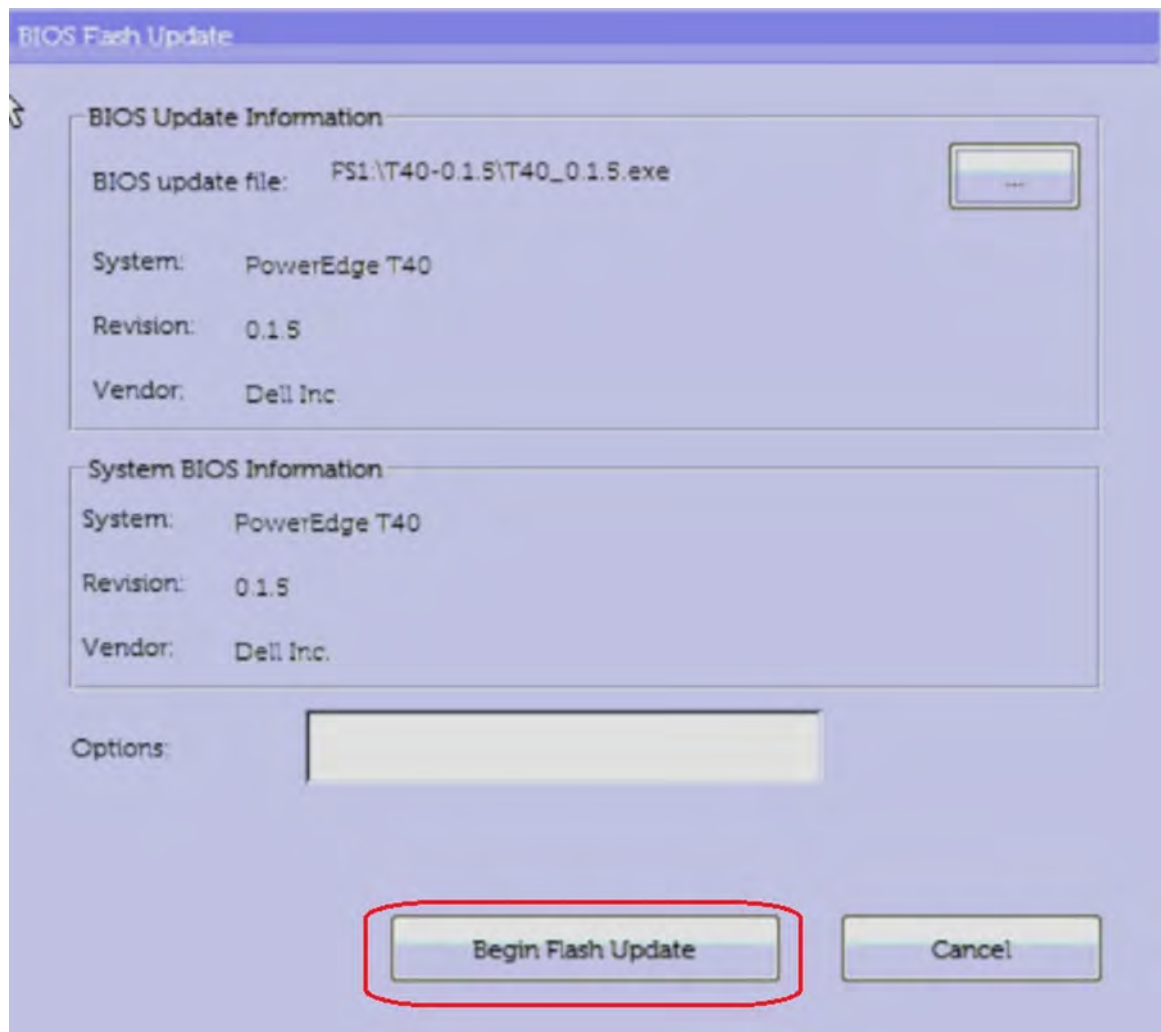 BIOS Flash Update
BIOS Update Information
BIOS update file: FS1:\T40-0.1.5\T40_0.1.5.exe
...
System: PowerEdge T40
Revision: 0.1.5
Vendor: Dell Inc
System BIOS Information
System: PowerEdge T40
Revision: 0.1.5
Vendor: Dell Inc.
Options:
Begin Flash Update
Cancel